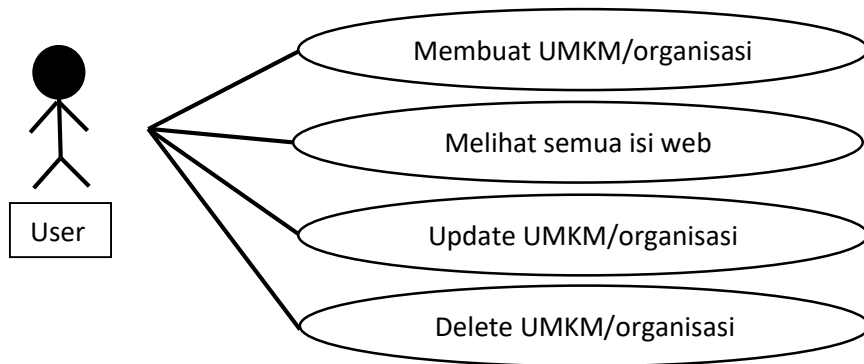 Membuat UMKM/organisasi
Melihat semua isi web
User
Update UMKM/organisasi
Delete UMKM/organisasi